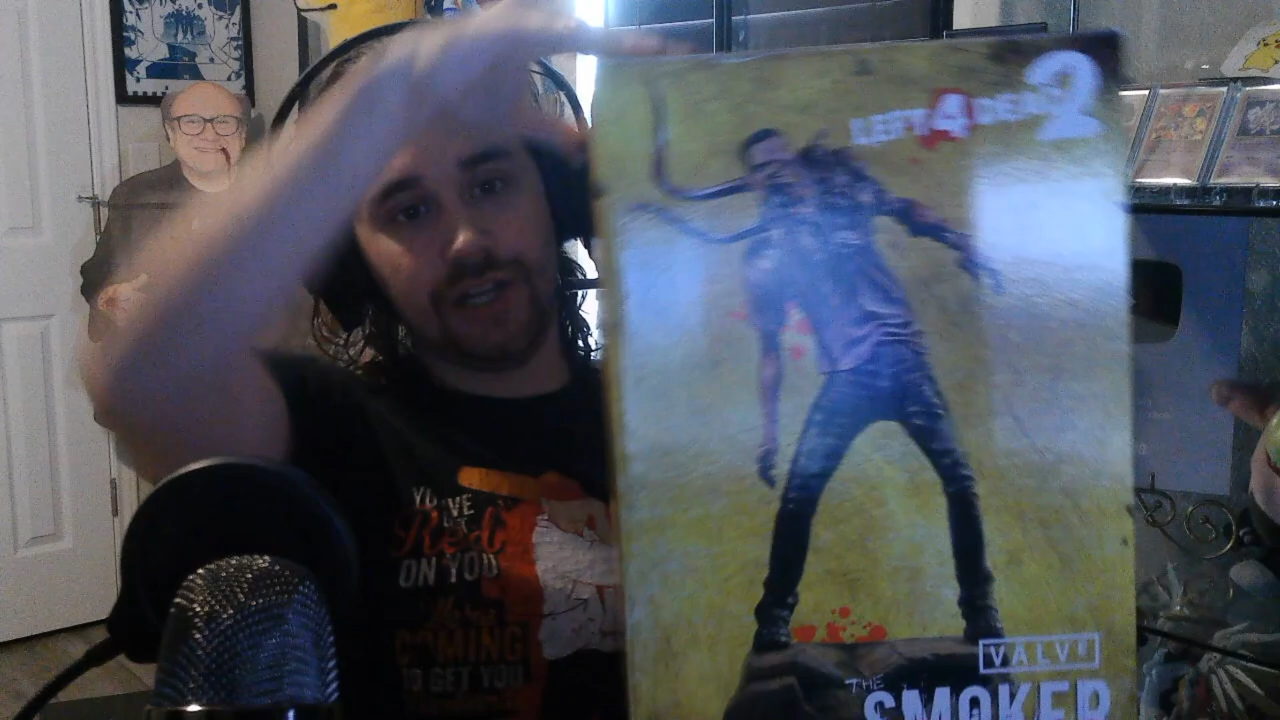 LEFT 4 DEAD 2
VALVE
THE
SMOKER
YOU'VE
Red
ON YOU
COMING
TO GET YOU